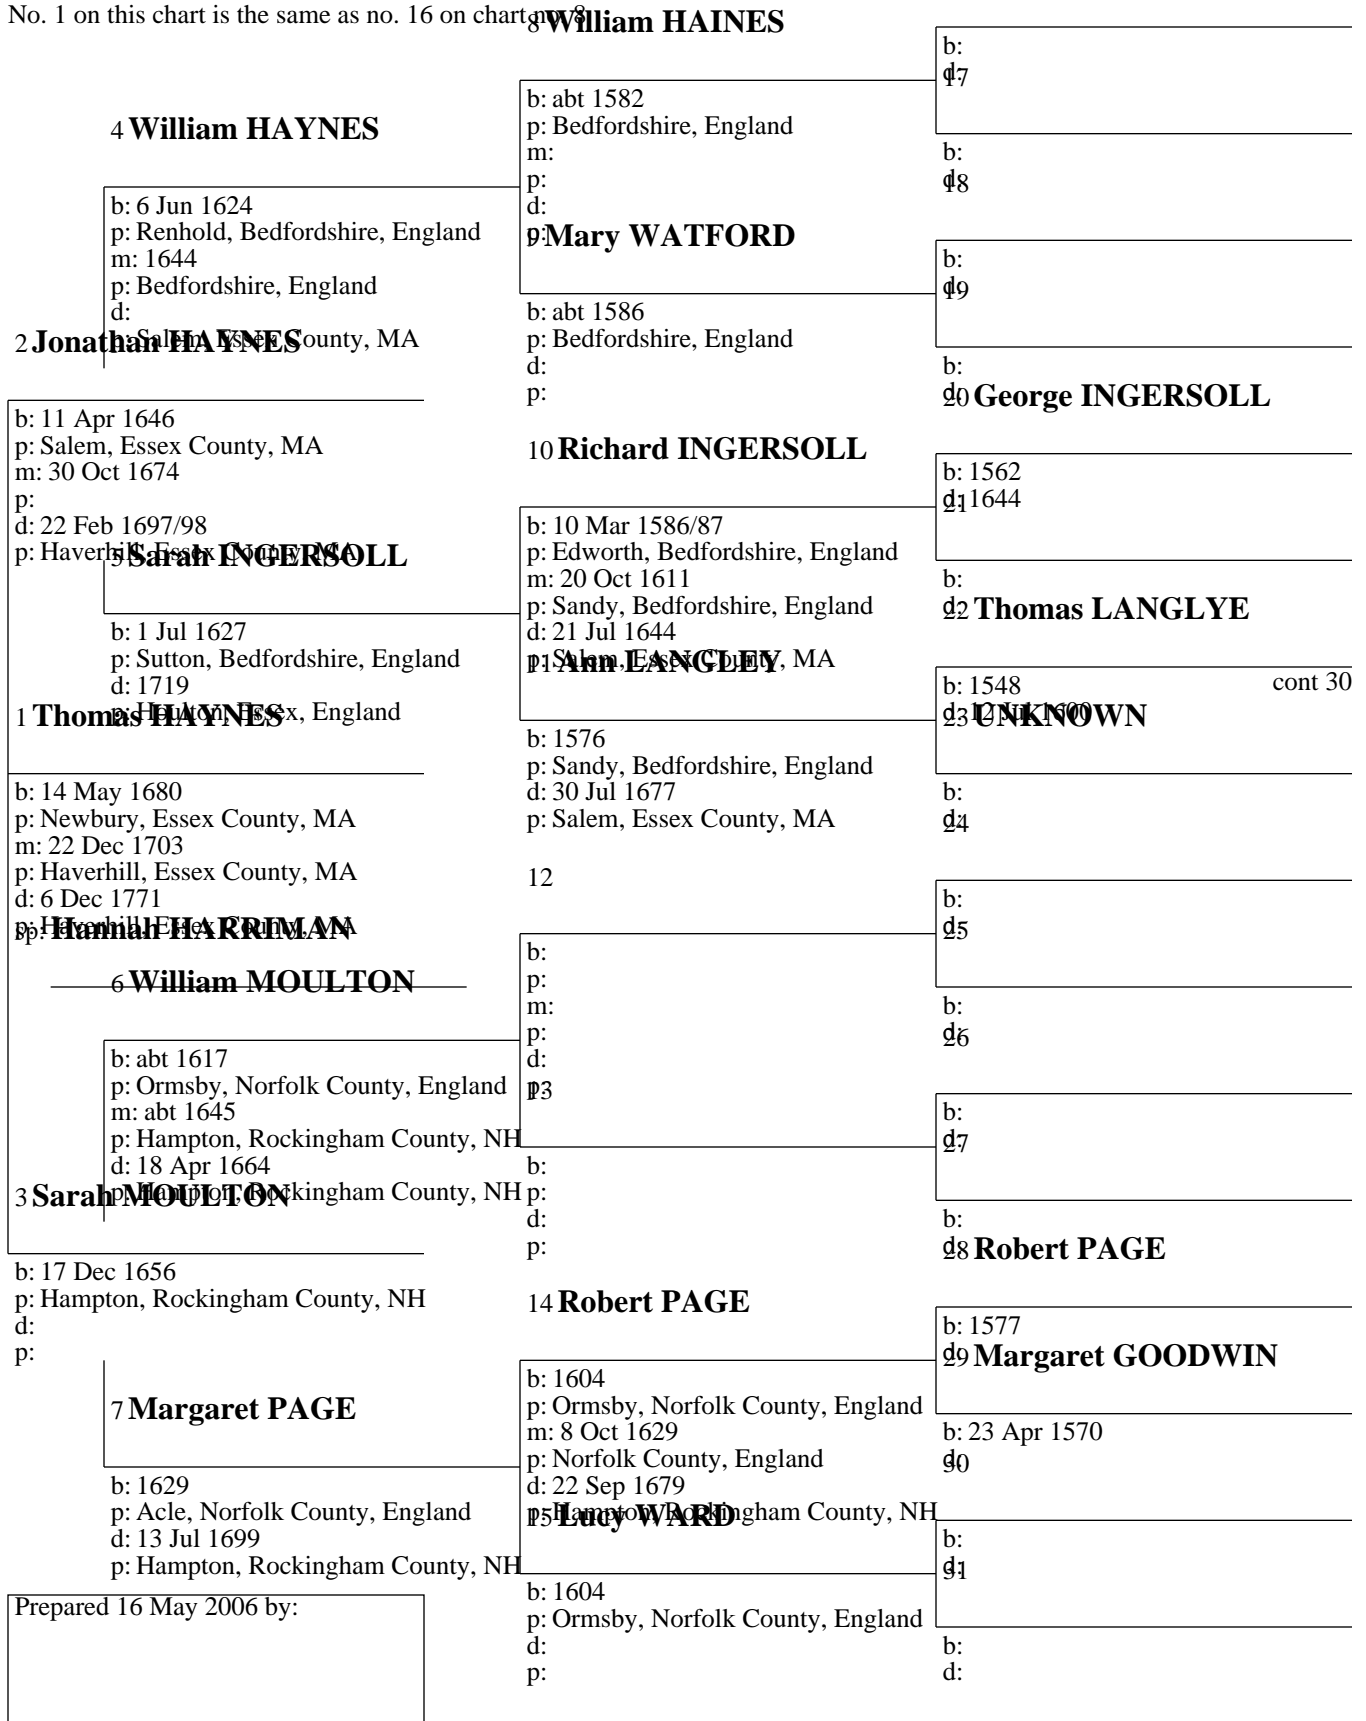 No. 1 on this chart is the same as no. 16 on chart no. 8
8 William HAINES
b: abt 1582
p: Bedfordshire, England
m:
p:
d:
p:
4 William HAYNES
b: 6 Jun 1624
p: Renhold, Bedfordshire, England
m: 1644
p: Bedfordshire, England
d:
p: Salem, Essex County, MA
9 Mary WATFORD
b: abt 1586
p: Bedfordshire, England
d:
p:
2 Jonathan HAYNES
b: 11 Apr 1646
p: Salem, Essex County, MA
m: 30 Oct 1674
p:
d: 22 Feb 1697/98
p: Haverhill, Essex County, MA
10 Richard INGERSOLL
b: 10 Mar 1586/87
p: Edworth, Bedfordshire, England
m: 20 Oct 1611
p: Sandy, Bedfordshire, England
d: 21 Jul 1644
p: Salem, Essex County, MA
5 Sarah INGERSOLL
b: 1 Jul 1627
p: Sutton, Bedfordshire, England
d: 1719
p: Houlton, Essex, England
11 Ann LANGLEY
b: 1576
p: Sandy, Bedfordshire, England
d: 30 Jul 1677
p: Salem, Essex County, MA
1 Thomas HAYNES
b: 14 May 1680
p: Newbury, Essex County, MA
m: 22 Dec 1703
p: Haverhill, Essex County, MA
d: 6 Dec 1771
p: Haverhill, Essex County, MA
sp: Hannah HARRIMAN
12
b:
p:
m:
p:
d:
p:
6 William MOULTON
b: abt 1617
p: Ormsby, Norfolk County, England
m: abt 1645
p: Hampton, Rockingham County, NH
d: 18 Apr 1664
p: Hampton, Rockingham County, NH
13
b:
p:
d:
p:
3 Sarah MOULTON
b: 17 Dec 1656
p: Hampton, Rockingham County, NH
d:
p:
14 Robert PAGE
b: 1604
p: Ormsby, Norfolk County, England
m: 8 Oct 1629
p: Norfolk County, England
d: 22 Sep 1679
p: Hampton, Rockingham County, NH
7 Margaret PAGE
b: 1629
p: Acle, Norfolk County, England
d: 13 Jul 1699
p: Hampton, Rockingham County, NH
15 Lucy WARD
b: 1604
p: Ormsby, Norfolk County, England
d:
p:
b:
d:
17
b:
d:
18
b:
d:
19
b:
d:
20 George INGERSOLL
b: 1562
d: 1644
21
b:
d:
22 Thomas LANGLYE
b: 1548
d: 12 Jul 1600
cont 30
23 UNKNOWN
b:
d:
24
b:
d:
25
b:
d:
26
b:
d:
27
b:
d:
28 Robert PAGE
b: 1577
d:
29 Margaret GOODWIN
b: 23 Apr 1570
d:
30
b:
d:
31
b:
d:
Prepared 16 May 2006 by: